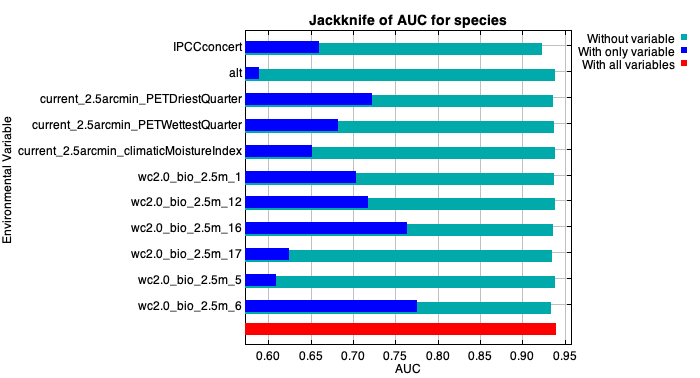 Jackknife of AUC for species
Without variable
With only variable
With all variables
Environmental Variable
IPCCconcert
alt
current_2.5arcmin_PETDriestQuarter
current_2.5arcmin_PETWettestQuarter
current_2.5arcmin_climaticMoistureIndex
wc2.0_bio_2.5m_1
wc2.0_bio_2.5m_12
wc2.0_bio_2.5m_16
wc2.0_bio_2.5m_17
wc2.0_bio_2.5m_5
wc2.0_bio_2.5m_6
0.60 0.65 0.70 0.75 0.80 0.85 0.90 0.95
AUC